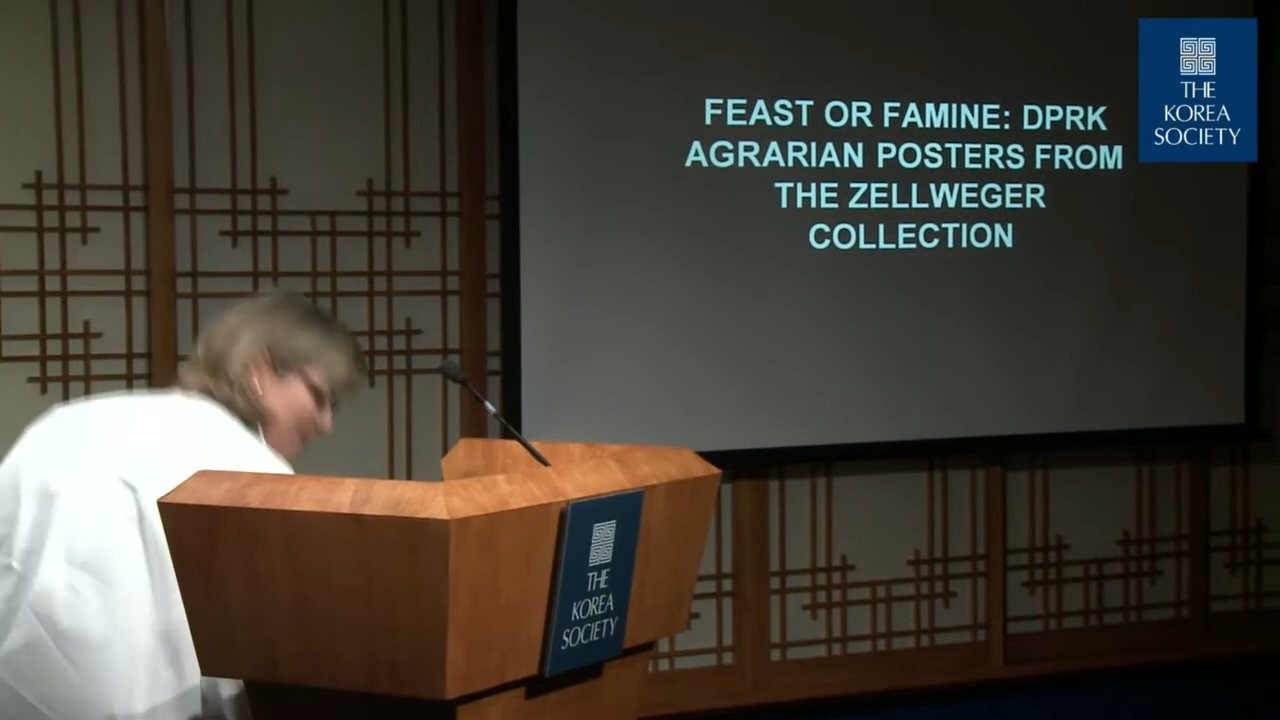 FEAST OR FAMINE: DPRK
AGRARIAN POSTERS FROM
THE ZELLWEGER
COLLECTION
THE
KOREA
SOCIETY
THE
KOREA
SOCIETY